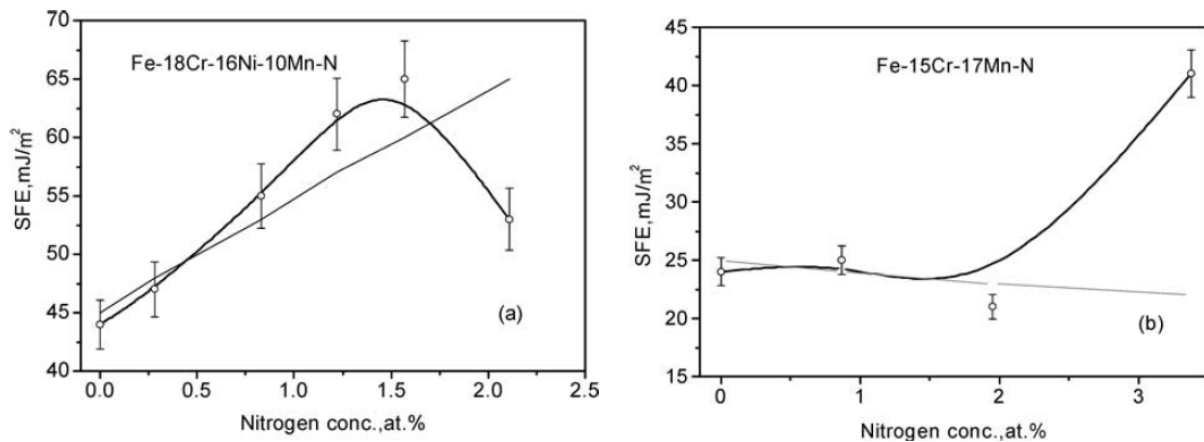 70
65
60
55
50
45
40
SFE,mJ/m²
Fe-18Cr-16Ni-10Mn-N
(a)
0.0 0.5 1.0 1.5 2.0 2.5
Nitrogen conc.,at.%
45
40
35
30
25
20
15
SFE,mJ/m²
Fe-15Cr-17Mn-N
(b)
0 1 2 3
Nitrogen conc.,at.%